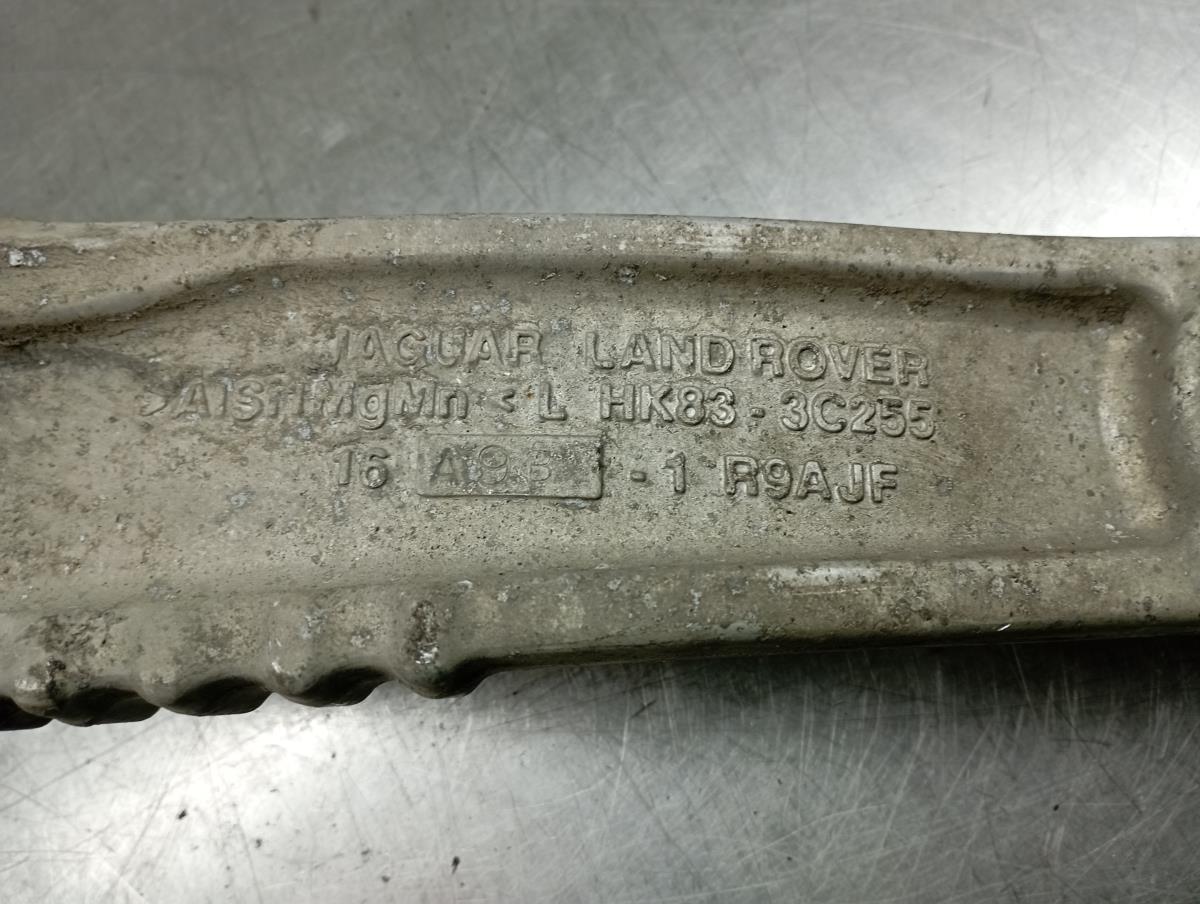 JAGUAR LAND ROVER
>AlSi1MgMn< L HK83-3C255
16 -1 R9AJF